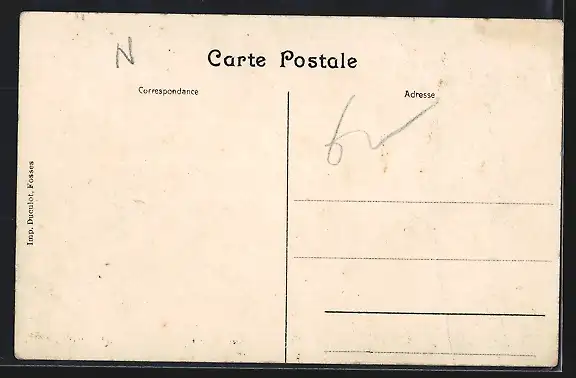 N
Carte Postale
Correspondance
Adresse
Imp. Duculot, Fosses